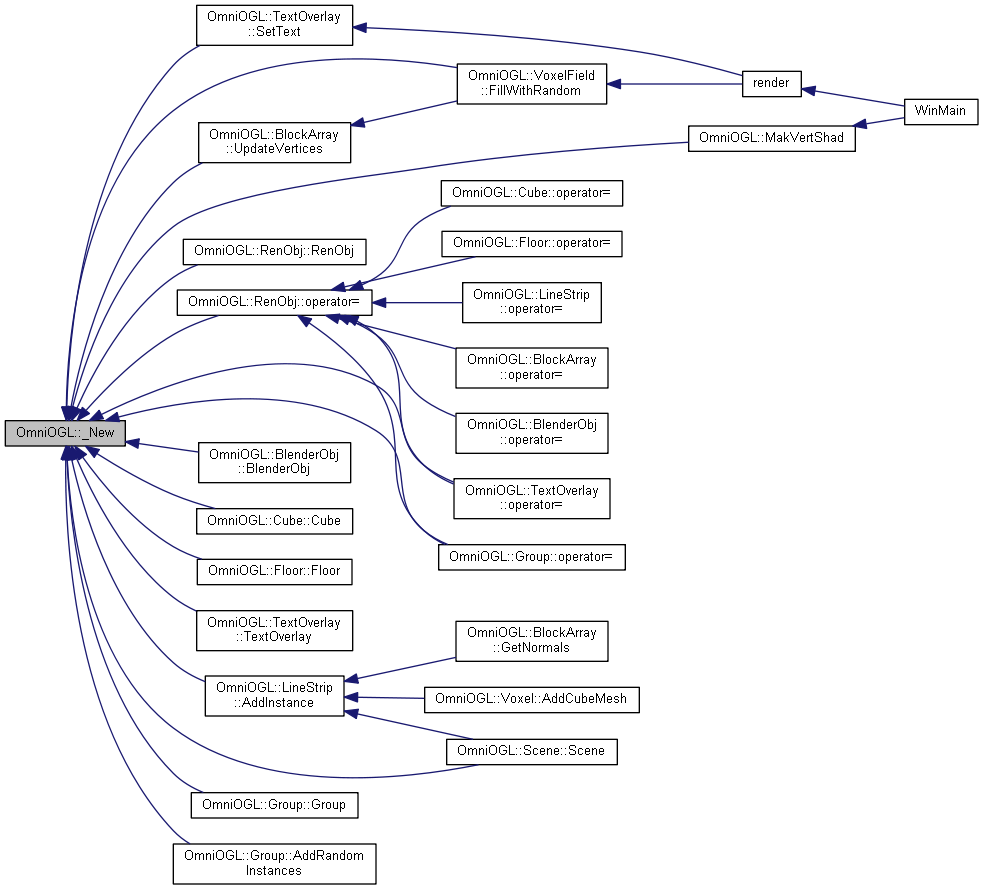 OmniOGL::TextOverlay
::SetText
OmniOGL::VoxelField
::FillWithRandom
render
WinMain
OmniOGL::BlockArray
::UpdateVertices
OmniOGL::MakVertShad
OmniOGL::Cube::operator=
OmniOGL::Floor::operator=
OmniOGL::RenObj::RenObj
OmniOGL::RenObj::operator=
OmniOGL::LineStrip
::operator=
OmniOGL::BlockArray
::operator=
OmniOGL::BlenderObj
::operator=
OmniOGL::_New
OmniOGL::BlenderObj
::BlenderObj
OmniOGL::TextOverlay
::operator=
OmniOGL::Cube::Cube
OmniOGL::Group::operator=
OmniOGL::Floor::Floor
OmniOGL::TextOverlay
::TextOverlay
OmniOGL::BlockArray
::GetNormals
OmniOGL::LineStrip
::AddInstance
OmniOGL::Voxel::AddCubeMesh
OmniOGL::Scene::Scene
OmniOGL::Group::Group
OmniOGL::Group::AddRandom
Instances